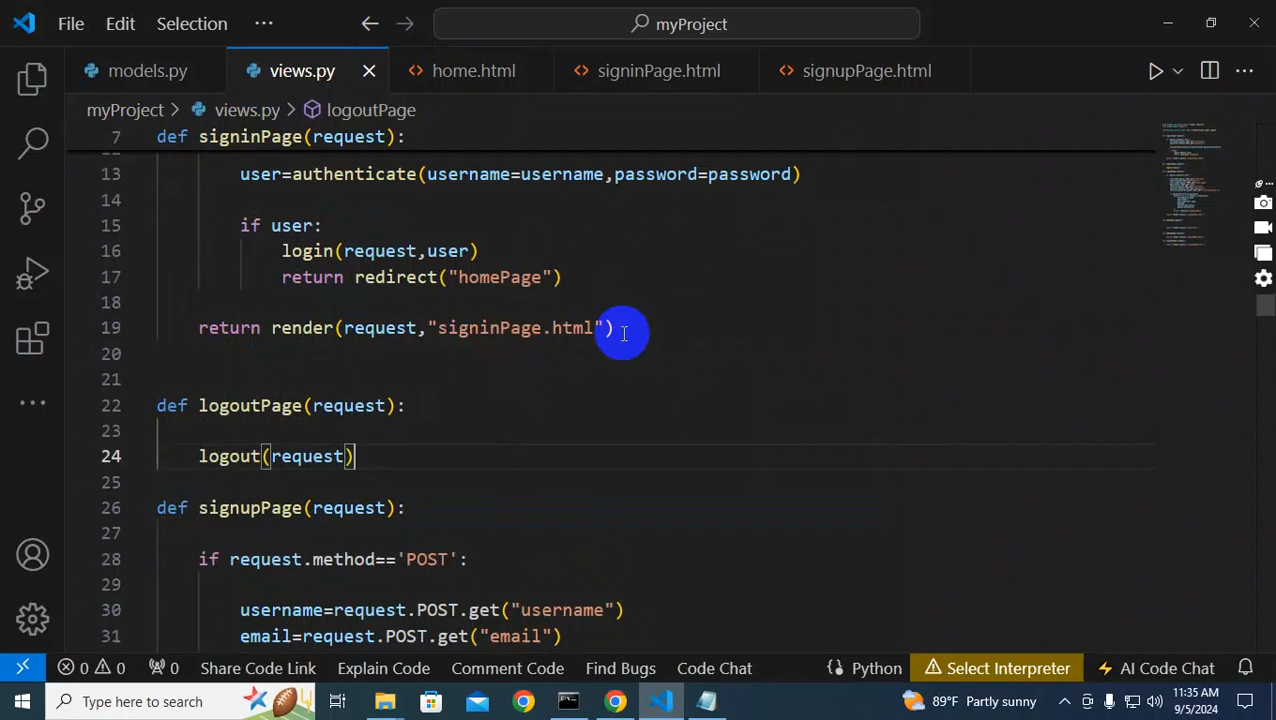 File Edit Selection ··· myProject
models.py views.py home.html signinPage.html signupPage.html
myProject > views.py > logoutPage
7 def signinPage(request):
13 user=authenticate(username=username,password=password)
14
15 if user:
16 login(request,user)
17 return redirect("homePage")
18
19 return render(request,"signinPage.html")
20
21
22 def logoutPage(request):
23
24 logout(request)
25
26 def signupPage(request):
27
28 if request.method=='POST':
29
30 username=request.POST.get("username")
31 email=request.POST.get("email")
0 0 0 Share Code Link Explain Code Comment Code Find Bugs Code Chat Python Select Interpreter AI Code Chat
Type here to search 89°F Partly sunny 11:35 AM
9/5/2024